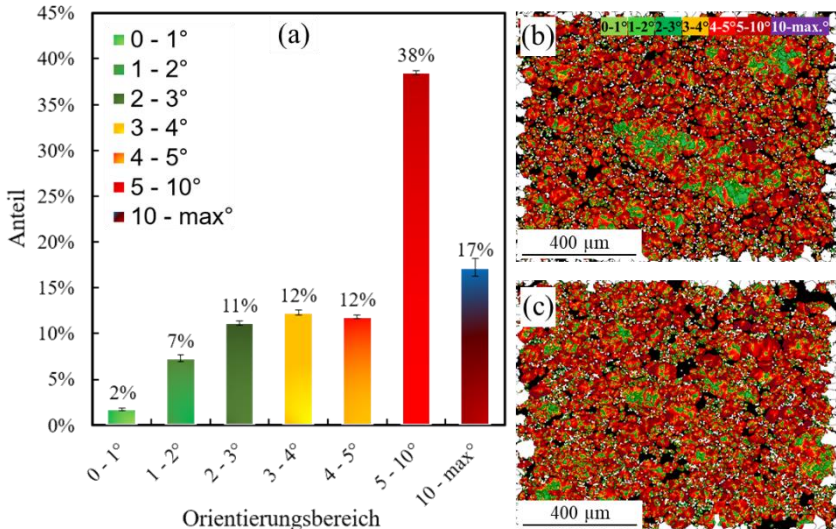 (a)
45%
40%
35%
30%
25%
20%
15%
10%
5%
0%
Anteil
0 - 1°
1 - 2°
2 - 3°
3 - 4°
4 - 5°
5 - 10°
10 - max°
2%
7%
11%
12%
12%
38%
17%
0 - 1°
1 - 2°
2 - 3°
3 - 4°
4 - 5°
5 - 10°
10 - max°
Orientierungsbereich
(b)
0-1° 1-2° 2-3° 3-4° 4-5° 5-10° 10-max.°
400 µm
(c)
400 µm